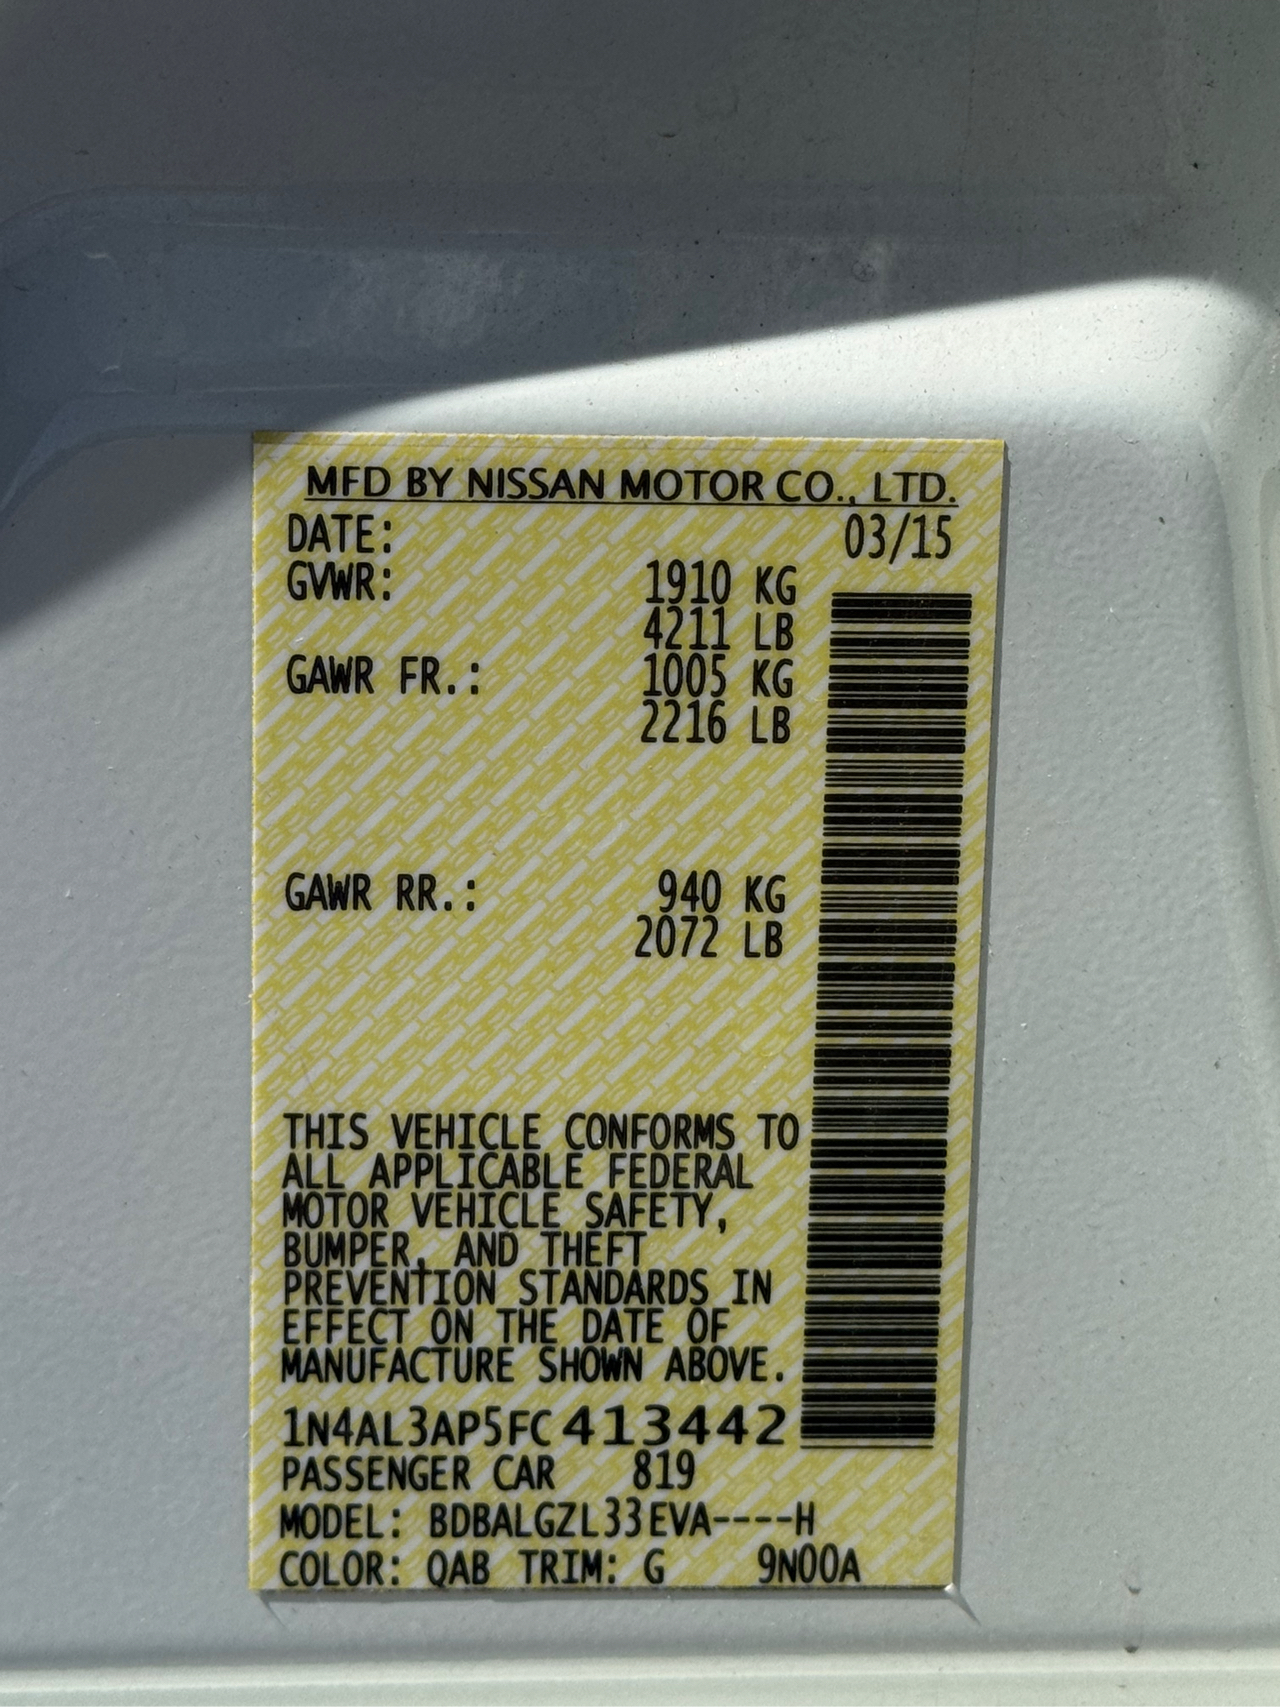 MFD BY NISSAN MOTOR CO., LTD.
DATE: 03/15
GVWR: 1910 KG
4211 LB
GAWR FR.: 1005 KG
2216 LB
GAWR RR.: 940 KG
2072 LB
THIS VEHICLE CONFORMS TO
ALL APPLICABLE FEDERAL
MOTOR VEHICLE SAFETY,
BUMPER, AND THEFT
PREVENTION STANDARDS IN
EFFECT ON THE DATE OF
MANUFACTURE SHOWN ABOVE.
1N4AL3AP5FC413442
PASSENGER CAR 819
MODEL: BDBALGZL33EVA----H
COLOR: QAB TRIM: G 9N00A